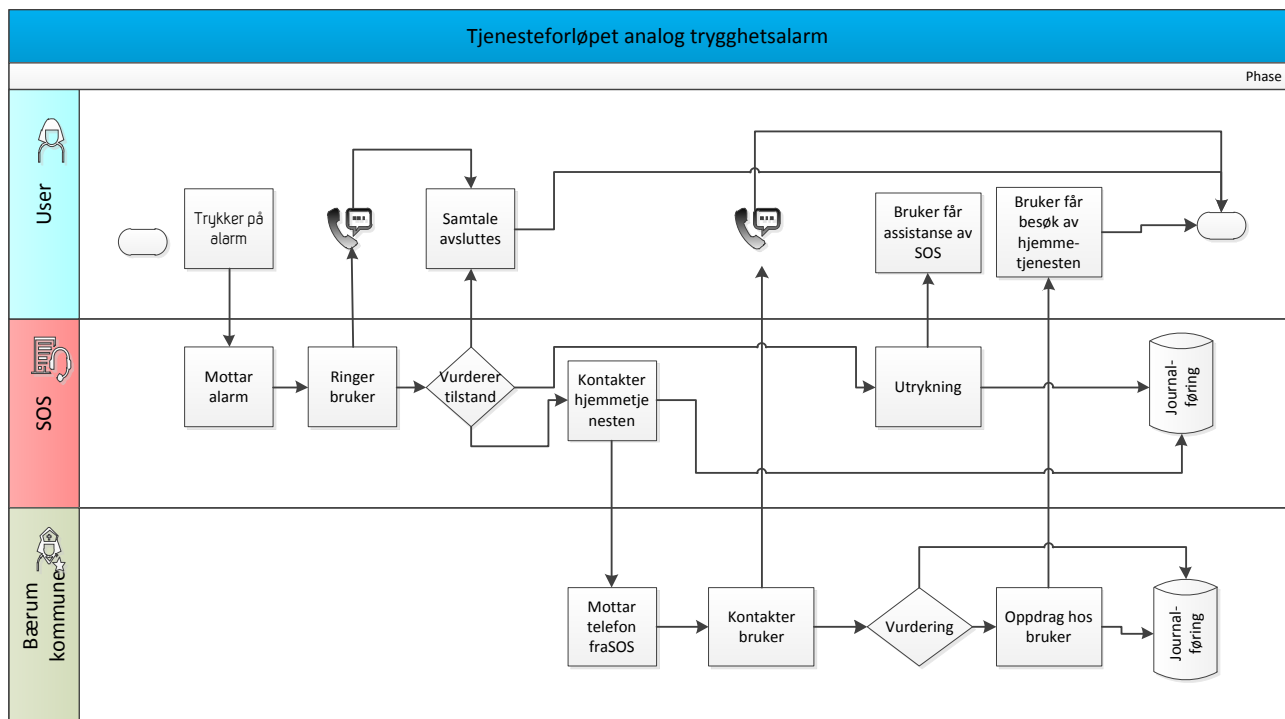 Tjenesteforløpet analog trygghetsalarm
Phase
User
Trykker på
alarm
Samtale
avsluttes
Bruker får
assistanse av
SOS
Bruker får
besøk av
hjemme-
tjenesten
SOS
Mottar
alarm
Ringer
bruker
Vurderer
tilstand
Kontakter
hjemmetje
nesten
Utrykning
Journal-
føring
Bærum
kommune
Mottar
telefon
fraSOS
Kontakter
bruker
Vurdering
Oppdrag hos
bruker
Journal-
føring